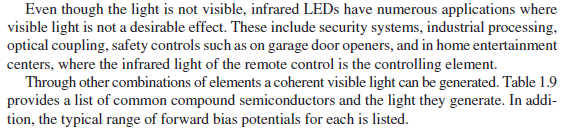 Even though the light is not visible, infrared LEDs have numerous applications where
visible light is not a desirable effect. These include security systems, industrial processing,
optical coupling, safety controls such as on garage door openers, and in home entertainment
centers, where the infrared light of the remote control is the controlling element.
Through other combinations of elements a coherent visible light can be generated. Table 1.9
provides a list of common compound semiconductors and the light they generate. In addi-
tion, the typical range of forward bias potentials for each is listed.